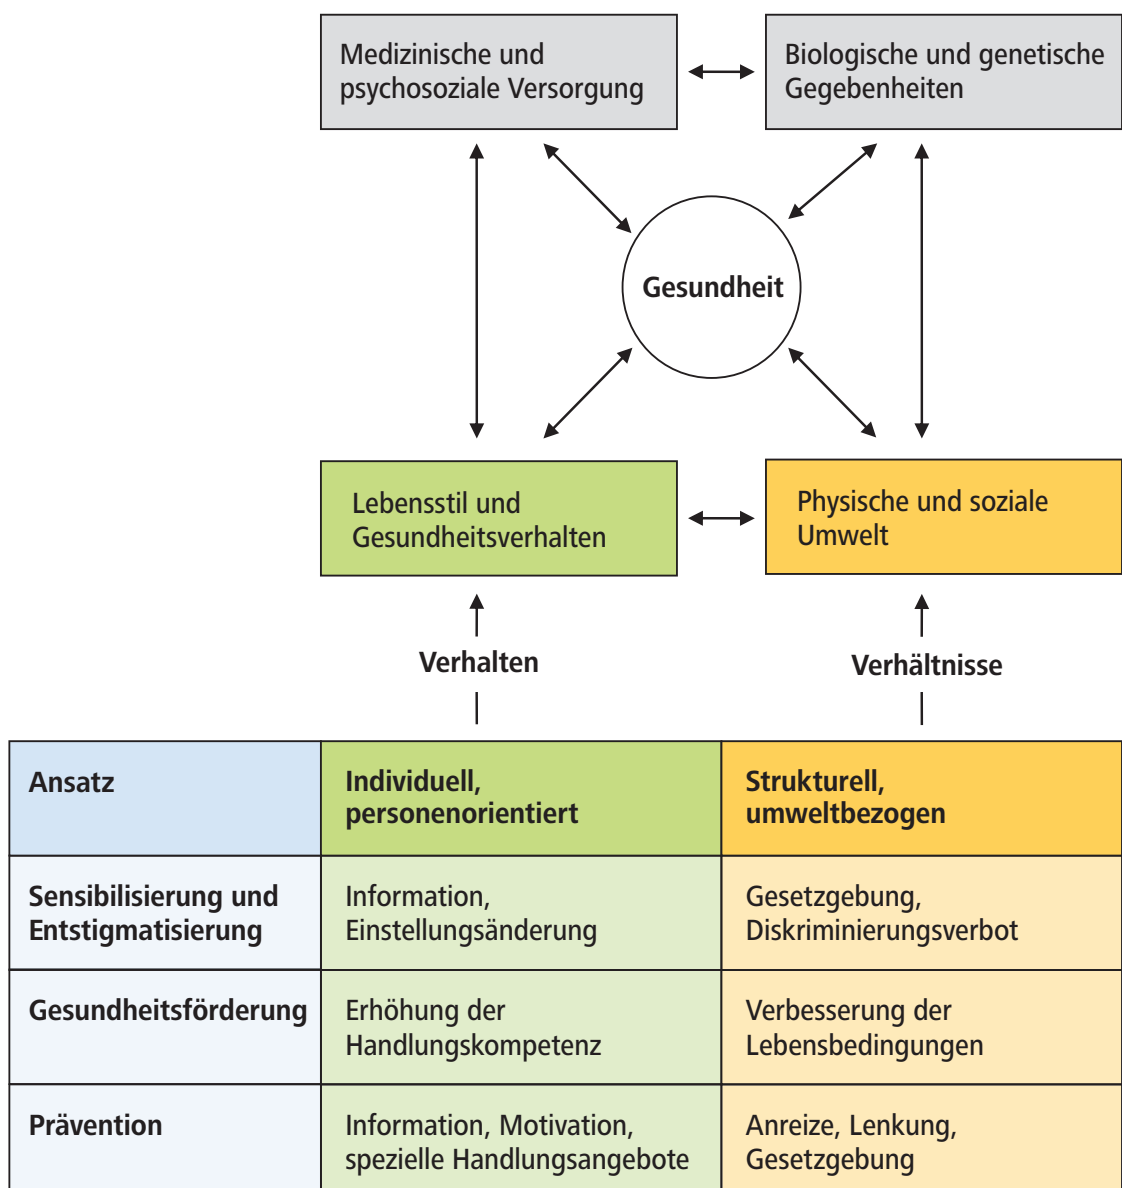 Medizinische und
psychosoziale Versorgung
Biologische und genetische
Gegebenheiten
Gesundheit
Lebensstil und
Gesundheitsverhalten
Physische und soziale
Umwelt
Verhalten
Verhältnisse
Ansatz
Individuell,
personenorientiert
Strukturell,
umweltbezogen
Sensibilisierung und
Entstigmatisierung
Information,
Einstellungsänderung
Gesetzgebung,
Diskriminierungsverbot
Gesundheitsförderung
Erhöhung der
Handlungskompetenz
Verbesserung der
Lebensbedingungen
Prävention
Information, Motivation,
spezielle Handlungsangebote
Anreize, Lenkung,
Gesetzgebung